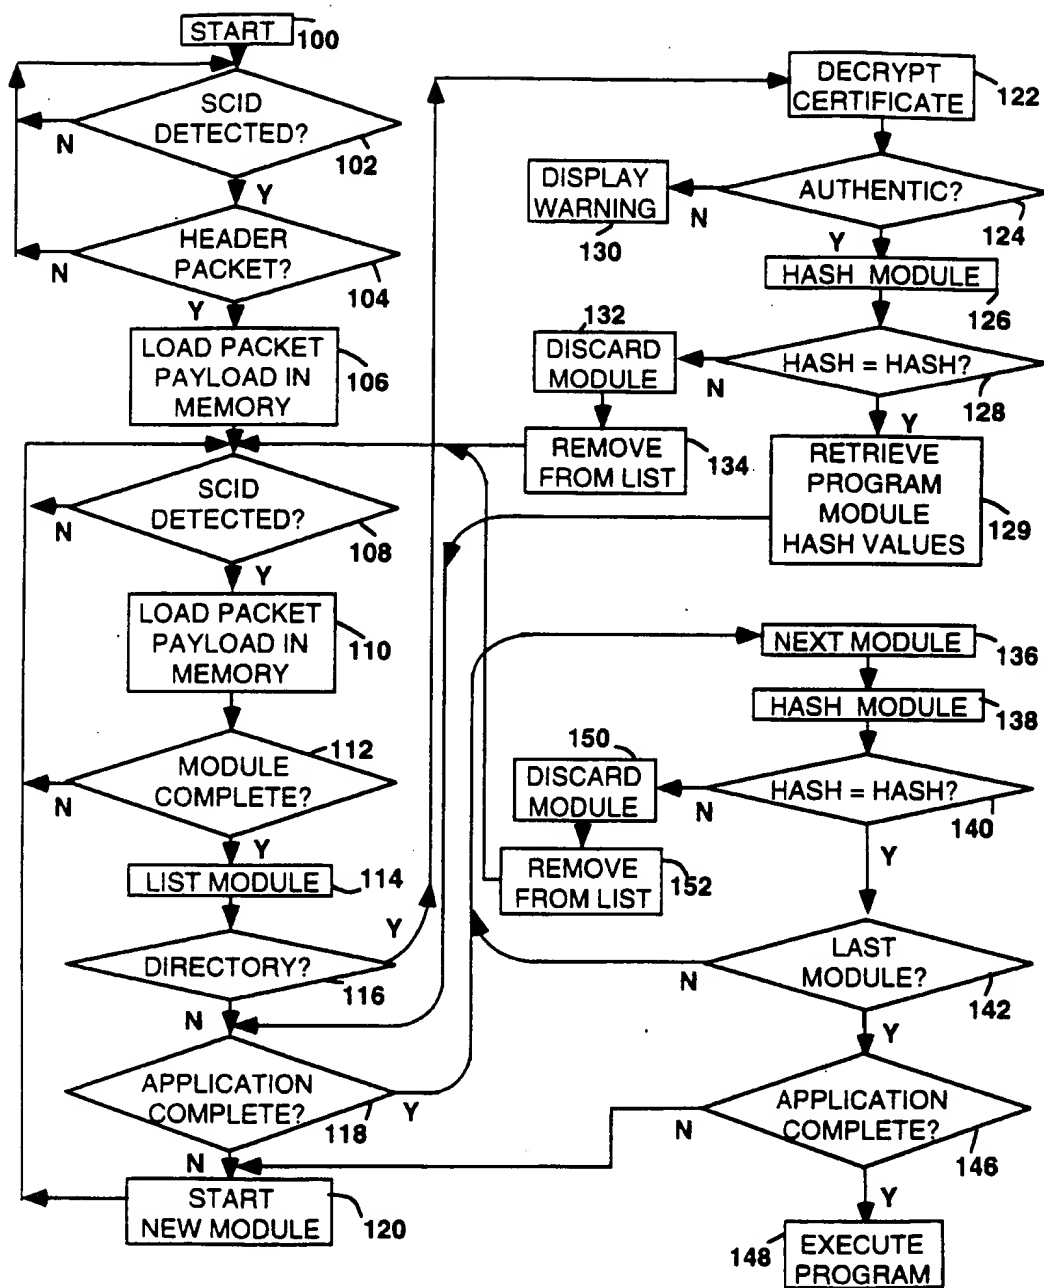 START
100
SCID
DETECTED?
102
N
Y
HEADER
PACKET?
104
N
Y
LOAD PACKET
PAYLOAD IN
MEMORY
106
SCID
DETECTED?
108
N
Y
LOAD PACKET
PAYLOAD IN
MEMORY
110
MODULE
COMPLETE?
112
N
Y
LIST MODULE
114
DIRECTORY?
116
Y
N
APPLICATION
COMPLETE?
118
Y
N
START
NEW MODULE
120
DECRYPT
CERTIFICATE
122
AUTHENTIC?
124
N
Y
DISPLAY
WARNING
130
HASH MODULE
126
HASH = HASH?
128
N
Y
132
DISCARD
MODULE
REMOVE
FROM LIST
134
RETRIEVE
PROGRAM
MODULE
HASH VALUES
129
NEXT MODULE
136
HASH MODULE
138
HASH = HASH?
140
N
Y
150
DISCARD
MODULE
REMOVE
FROM LIST
152
LAST
MODULE?
142
N
Y
APPLICATION
COMPLETE?
146
N
Y
148
EXECUTE
PROGRAM